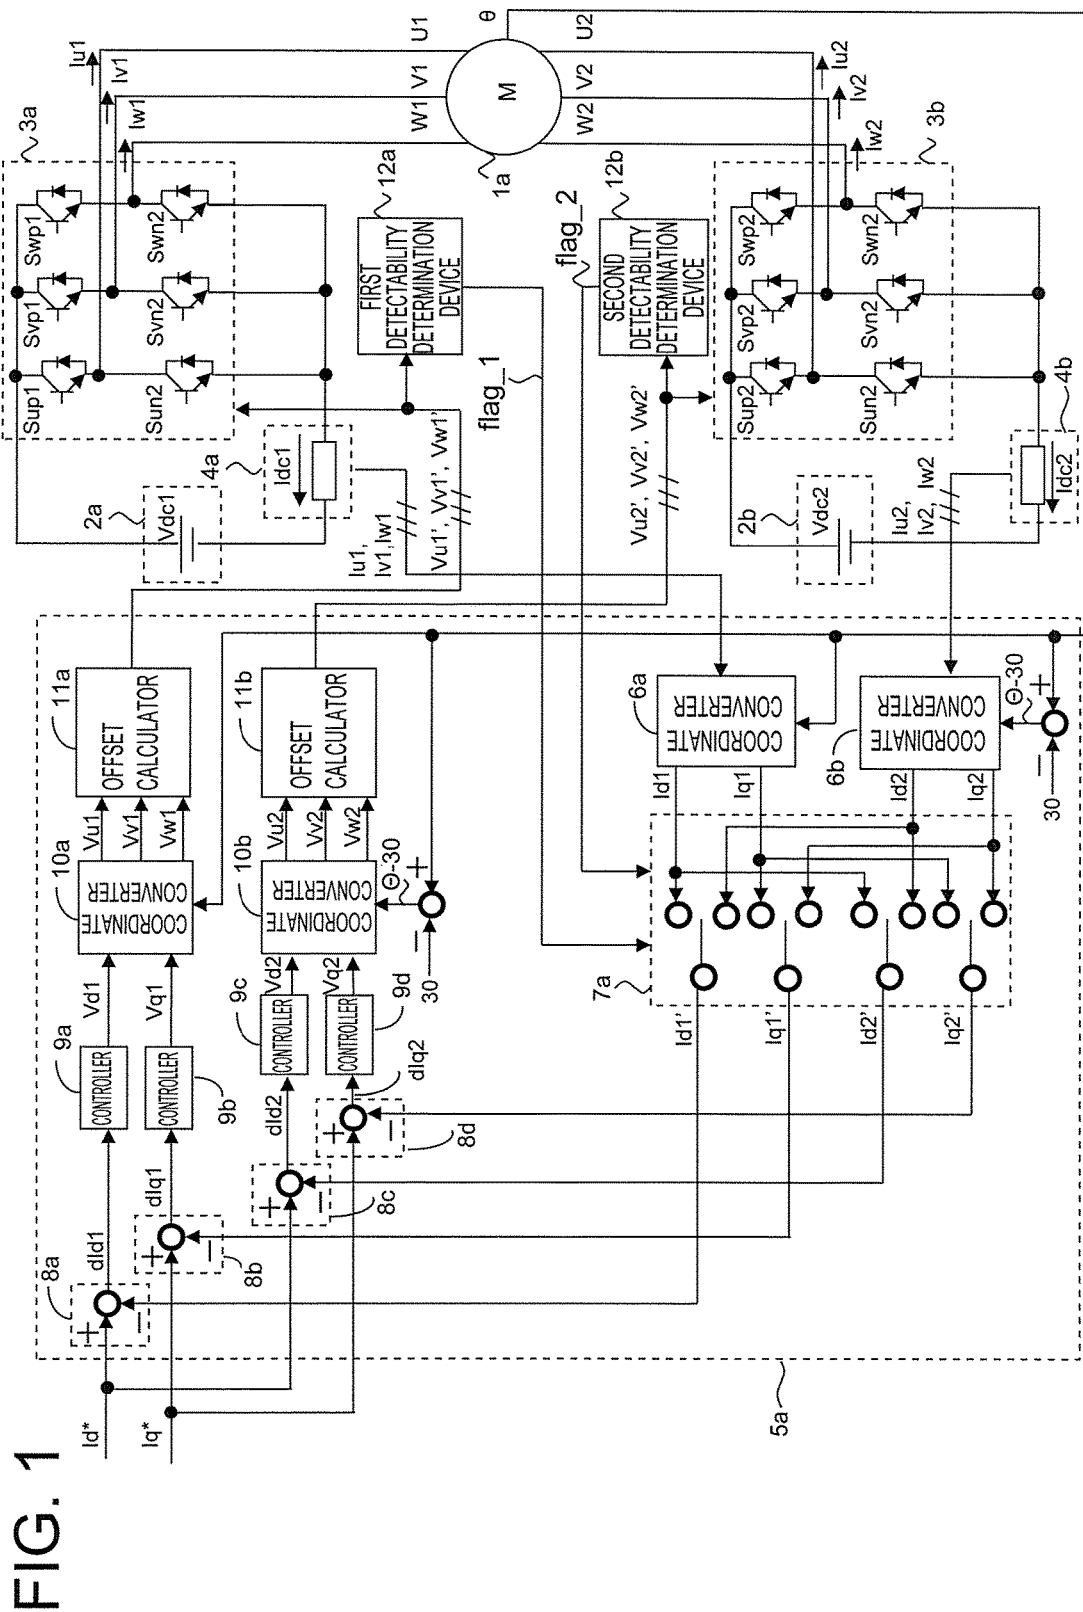 FIG. 1
Id*
Iq*
5a
8a
dId1
8b
dIq1
8c
dId2
8d
dIq2
+
−
+
−
+
−
+
−
9a
CONTROLLER
Vd1
9b
CONTROLLER
Vq1
9c
CONTROLLER
Vd2
9d
CONTROLLER
Vq2
10a
COORDINATE
CONVERTER
10b
COORDINATE
CONVERTER
Θ-30
+
−
30
Vu1
Vv1
Vw1
Vu2
Vv2
Vw2
11a
OFFSET
CALCULATOR
11b
OFFSET
CALCULATOR
7a
Id1'
Iq1'
Id2'
Iq2'
Id1
Iq1
Id2
Iq2
6a
COORDINATE
CONVERTER
6b
COORDINATE
CONVERTER
Θ-30
+
−
30
2a
Vdc1
4a
Idc1
Iu1,
Iv1,Iw1
Vu1', Vv1', Vw1'
flag_1
12a
FIRST
DETECTABILITY
DETERMINATION
DEVICE
flag_2
12b
SECOND
DETECTABILITY
DETERMINATION
DEVICE
Vu2', Vv2', Vw2'
2b
Vdc2
Iu2,
Iv2, Iw2
Idc2
4b
3a
Sup1
Svp1
Swp1
Sun2
Svn2
Swn2
3b
Sup2
Svp2
Swp2
Sun2
Svn2
Swn2
Iu1
Iv1
Iw1
U1
V1
W1
M
1a
θ
U2
V2
W2
Iu2
Iv2
Iw2